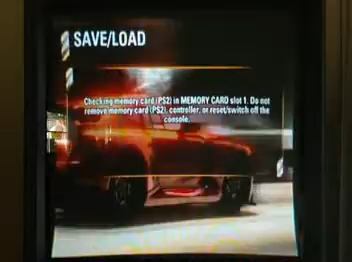 SAVE/LOAD
Checking memory card (PS2) in MEMORY CARD slot 1. Do not
remove memory card (PS2), controller, or reset/switch off the
console.